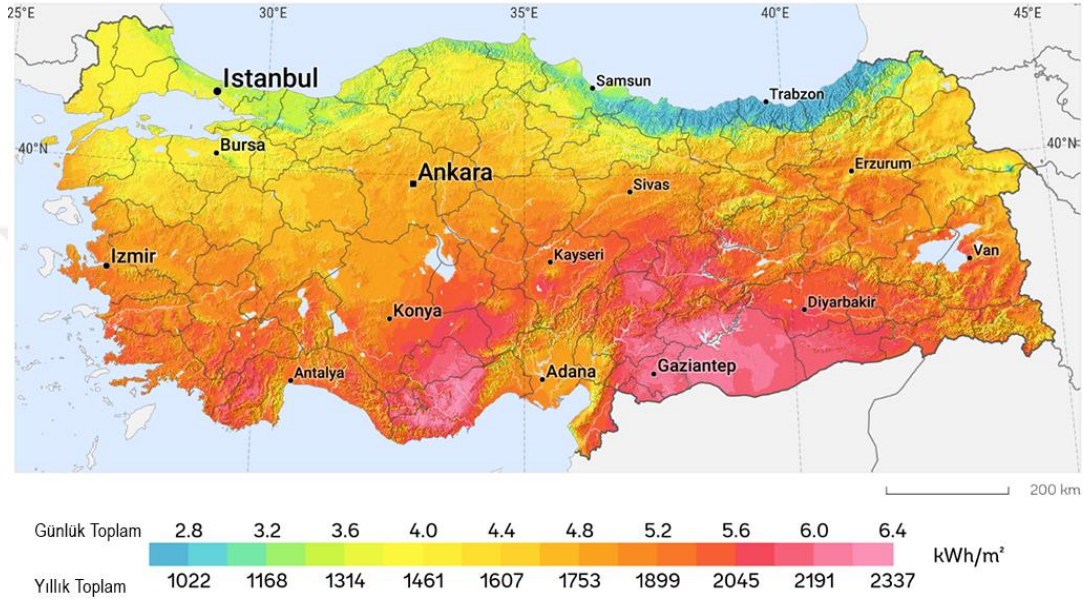 25°E 30°E 35°E 40°E 45°E
Istanbul
Samsun
Trabzon
40°N Bursa 40°N
Ankara Erzurum
Sivas
Izmir Kayseri Van
Konya Diyarbakir
Antalya Adana Gaziantep
200 km
Günlük Toplam 2.8 3.2 3.6 4.0 4.4 4.8 5.2 5.6 6.0 6.4
kWh/m²
Yıllık Toplam 1022 1168 1314 1461 1607 1753 1899 2045 2191 2337